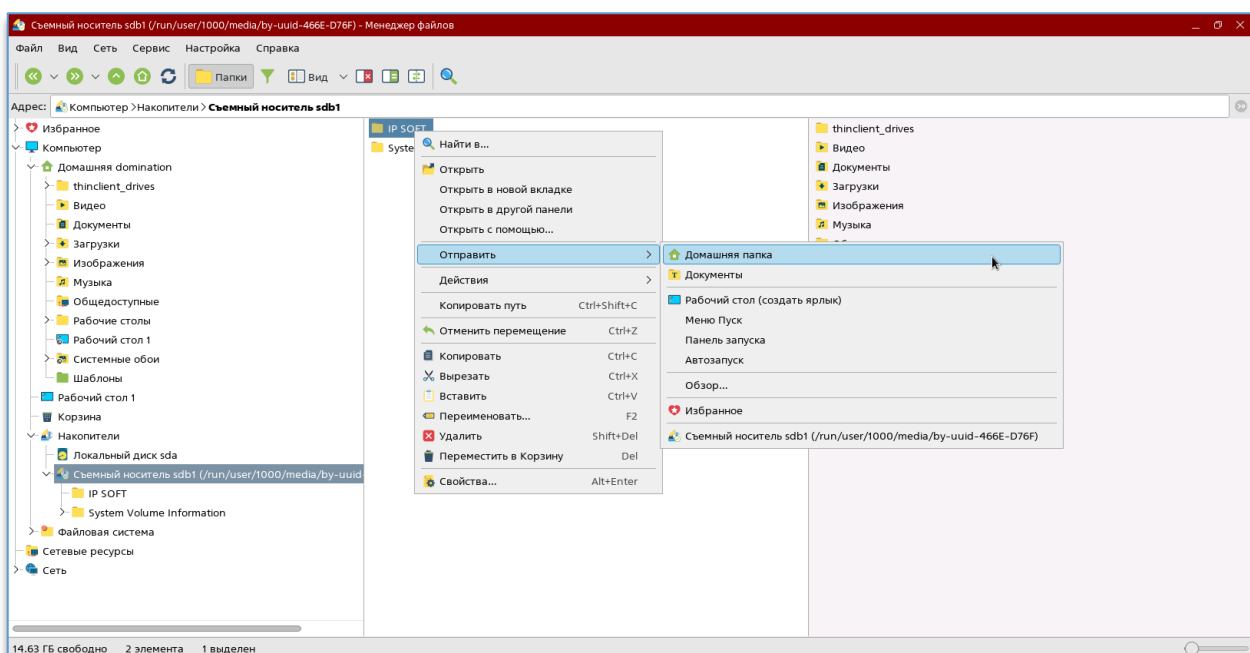 Съемный носитель sdb1 (/run/user/1000/media/by-uuid-466E-D76F) - Менеджер файлов
Файл Вид Сеть Сервис Настройка Справка
Папки Вид
Адрес: Компьютер > Накопители > Съемный носитель sdb1
Избранное
Компьютер
Домашняя domination
thinclient_drives
Видео
Документы
Загрузки
Изображения
Музыка
Общедоступные
Рабочие столы
Рабочий стол 1
Системные обои
Шаблоны
Рабочий стол 1
Корзина
Накопители
Локальный диск sda
Съемный носитель sdb1 (/run/user/1000/media/by-uuid
IP SOFT
System Volume Information
Файловая система
Сетевые ресурсы
Сеть
IP SOFT
Syste
Найти в...
Открыть
Открыть в новой вкладке
Открыть в другой панели
Открыть с помощью...
Отправить
Действия
Копировать путь Ctrl+Shift+C
Отменить перемещение Ctrl+Z
Копировать Ctrl+C
Вырезать Ctrl+X
Вставить Ctrl+V
Переименовать... F2
Удалить Shift+Del
Переместить в Корзину Del
Свойства... Alt+Enter
Домашняя папка
Документы
Рабочий стол (создать ярлык)
Меню Пуск
Панель запуска
Автозапуск
Обзор...
Избранное
Съемный носитель sdb1 (/run/user/1000/media/by-uuid-466E-D76F)
thinclient_drives
Видео
Документы
Загрузки
Изображения
Музыка
14.63 ГБ свободно 2 элемента 1 выделен